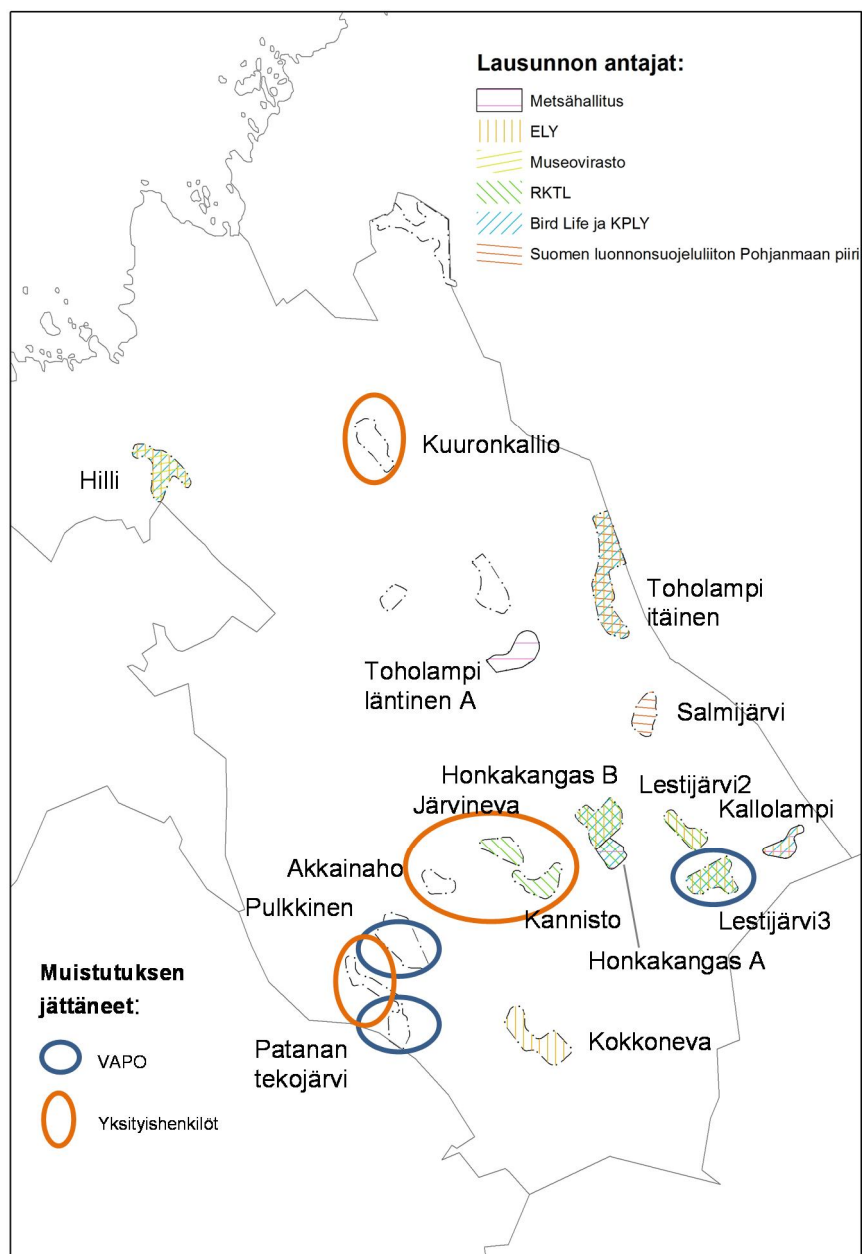 Lausunnon antajat:
Metsähallitus
ELY
Museovirasto
RKTL
Bird Life ja KPLY
Suomen luonnonsuojeluliiton Pohjanmaan piiri
Kuuronkallio
Hilli
Toholampi
itäinen
Toholampi
läntinen A
Salmijärvi
Honkakangas B
Lestijärvi2
Järvineva
Kallolampi
Akkainaho
Pulkkinen
Kannisto
Lestijärvi3
Honkakangas A
Muistutuksen
jättäneet:
VAPO
Yksityishenkilöt
Patanan
tekojärvi
Kokkoneva